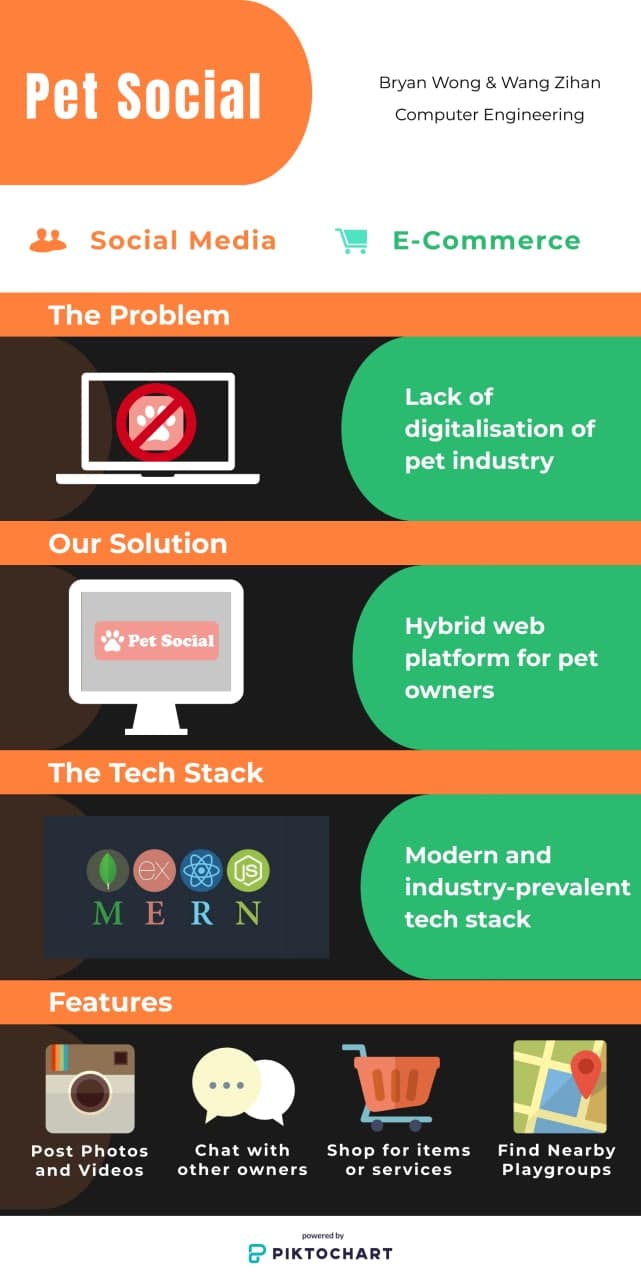 Pet Social
Bryan Wong & Wang Zihan
Computer Engineering
Social Media
E-Commerce
The Problem
Lack of
digitalisation of
pet industry
Our Solution
Pet Social
Hybrid web
platform for pet
owners
The Tech Stack
ex
JS
M E R N
Modern and
industry-prevalent
tech stack
Features
Post Photos
and Videos
Chat with
other owners
Shop for items
or services
Find Nearby
Playgroups
powered by
PIKTOCHART